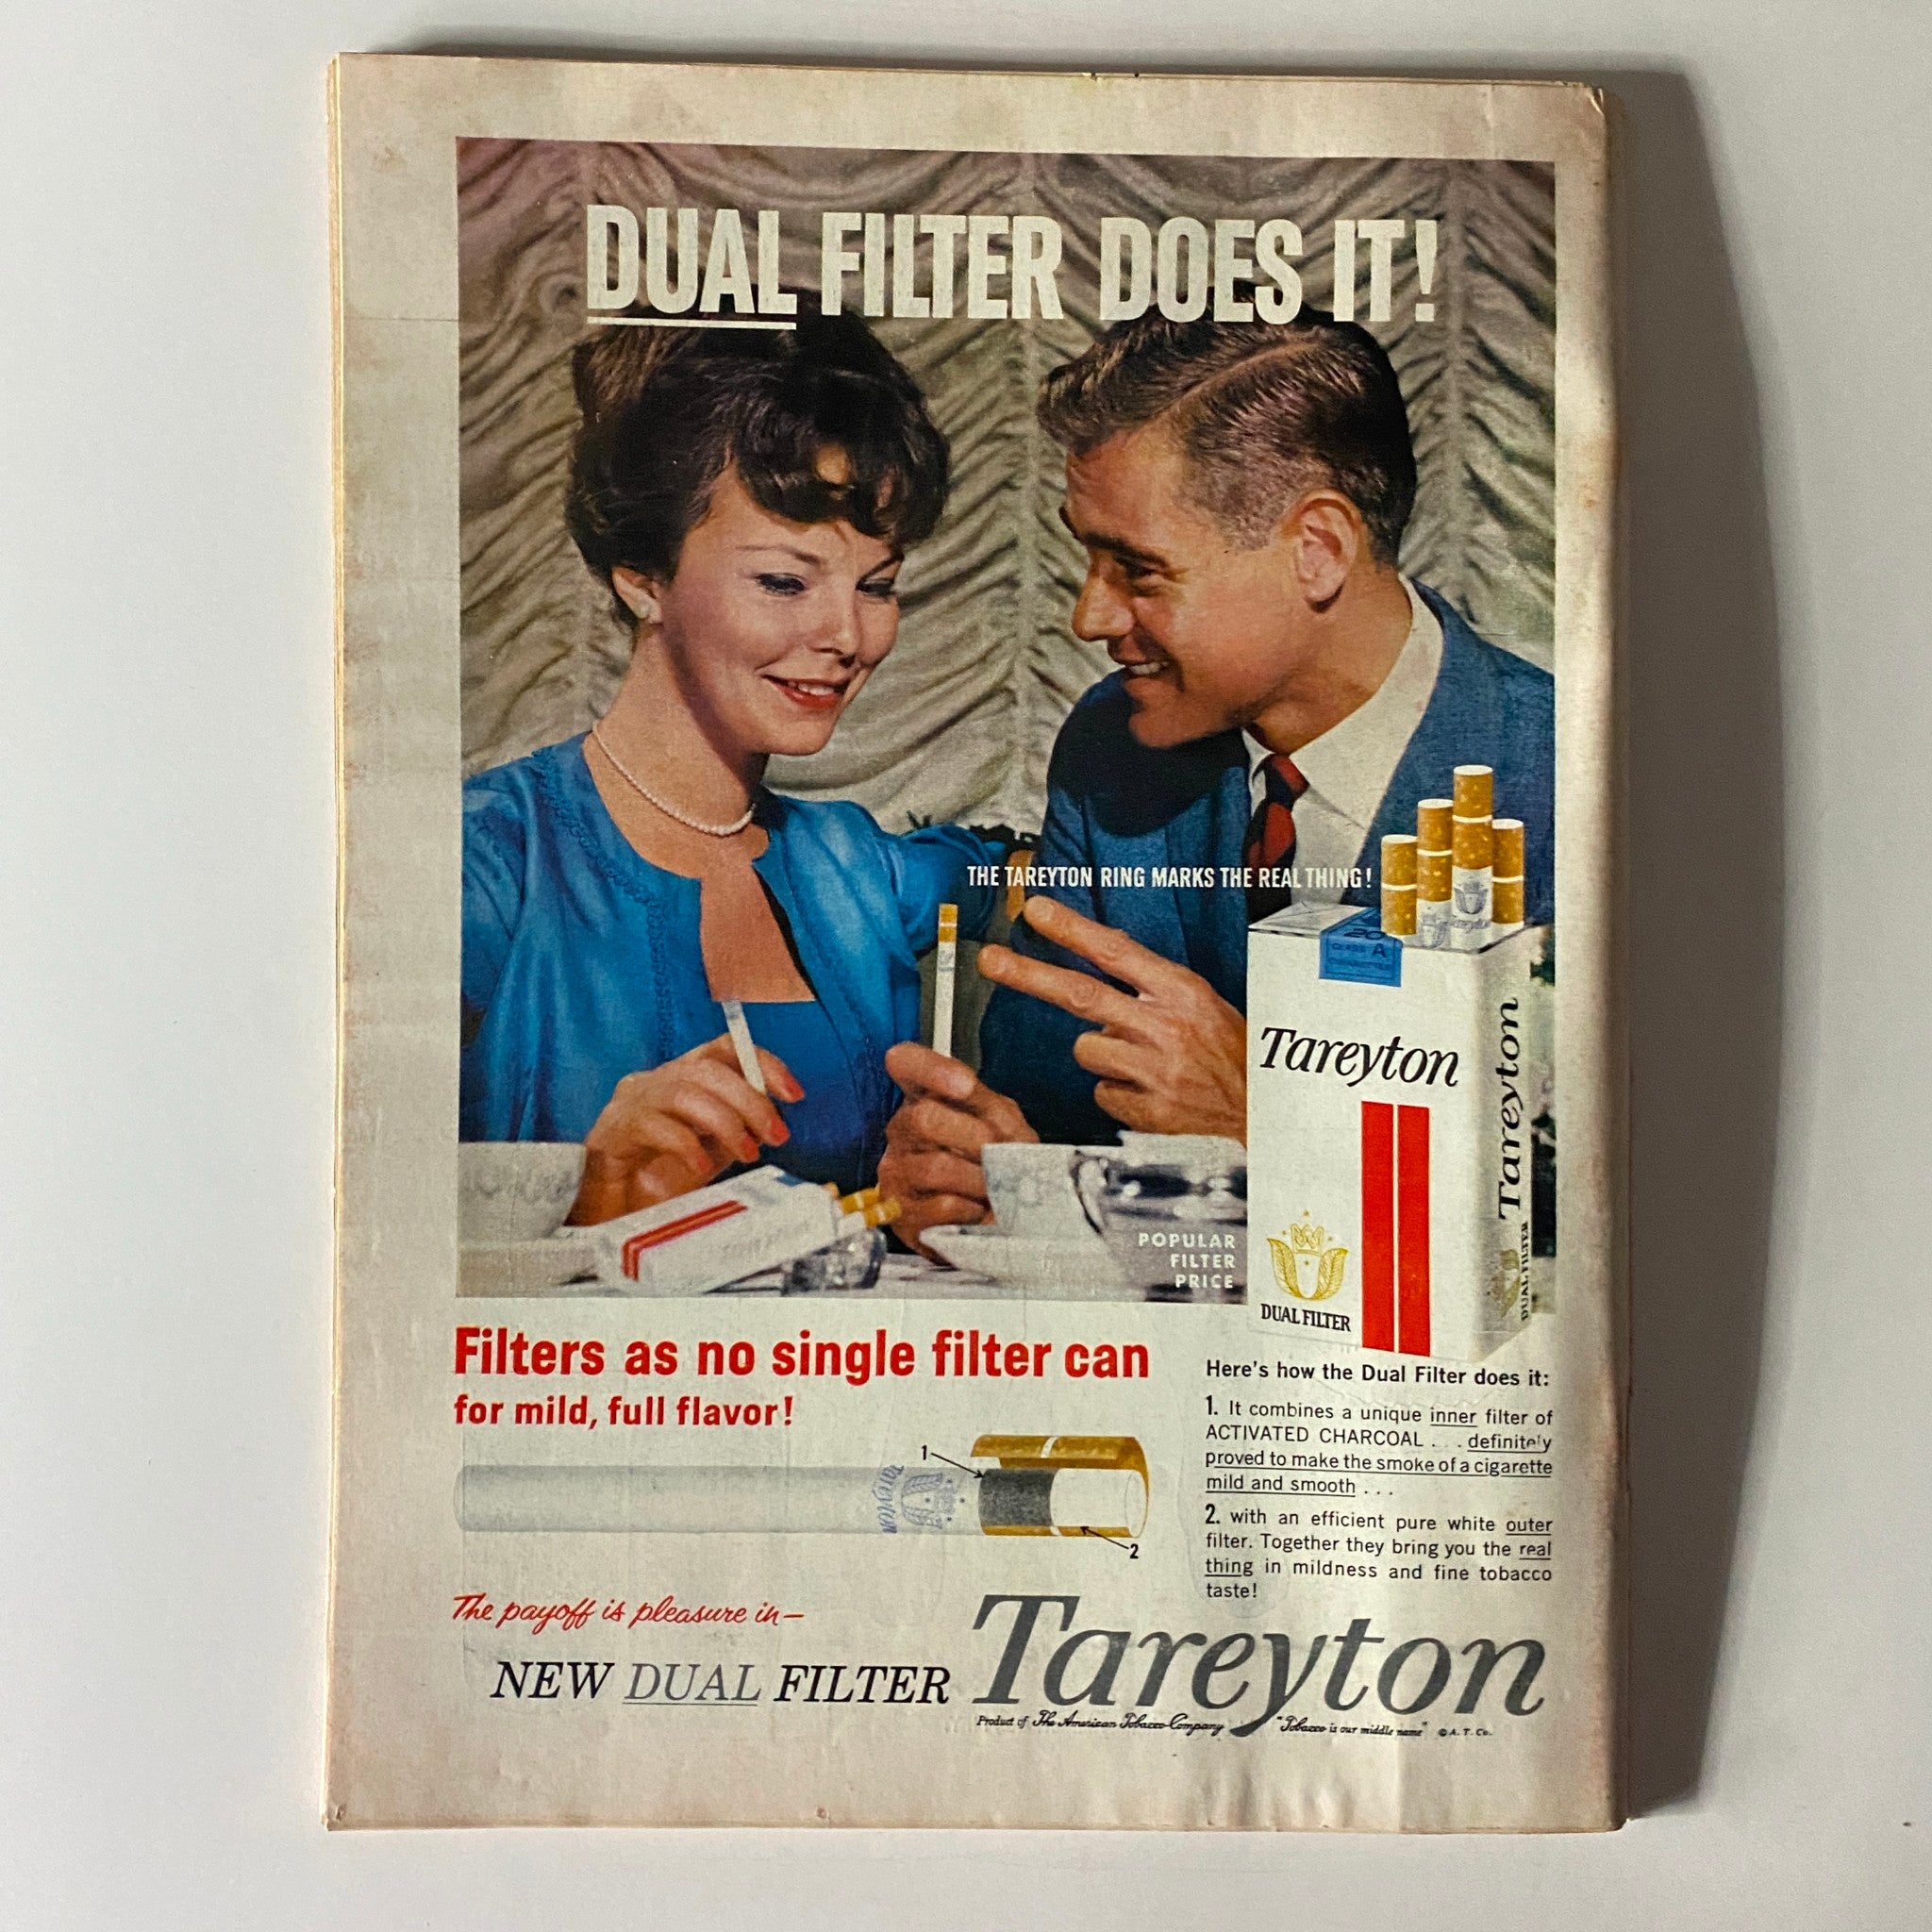 DUAL FILTER DOES IT!
THE TAREYTON RING MARKS THE REAL THING!
20
CLASS A
Tareyton
Tareyton
DUAL FILTER
DUAL FILTER
POPULAR
FILTER
PRICE
Filters as no single filter can
for mild, full flavor!
1
Tareyton
2
Here's how the Dual Filter does it:
1. It combines a unique inner filter of
ACTIVATED CHARCOAL . . . definitely
proved to make the smoke of a cigarette
mild and smooth . . .
2. with an efficient pure white outer
filter. Together they bring you the real
thing in mildness and fine tobacco
taste!
The payoff is pleasure in—
NEW DUAL FILTER Tareyton
Product of The American Tobacco Company "Tobacco is our middle name" © A. T. Co.